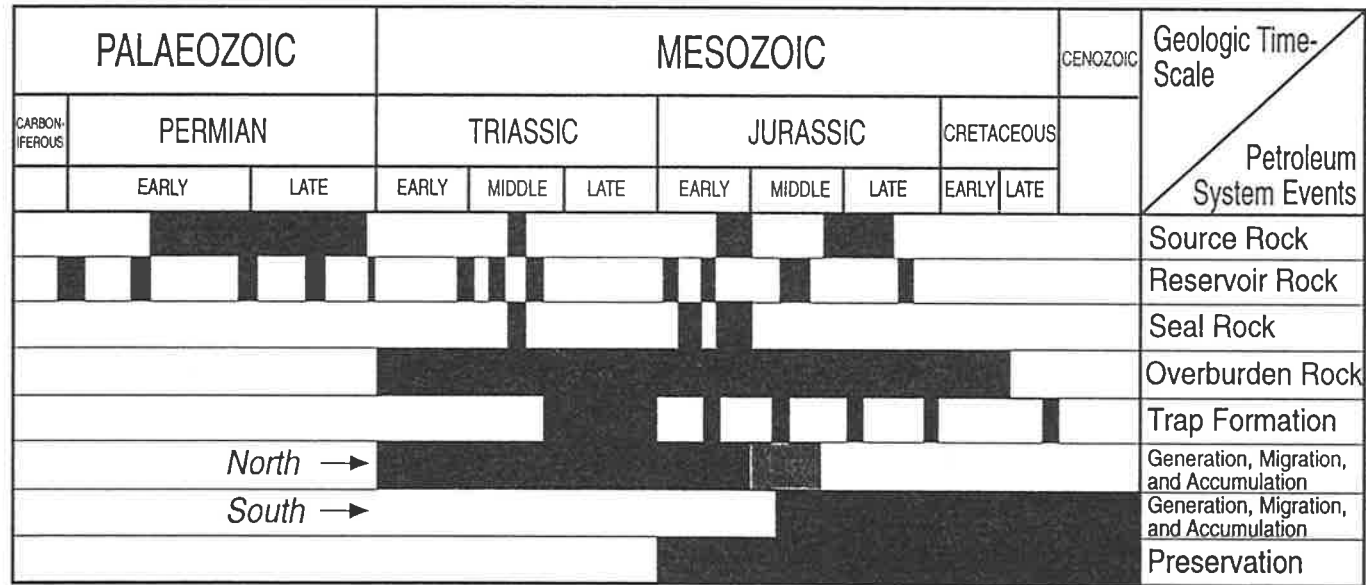 PALAEOZOIC
MESOZOIC
CENOZOIC
Geologic Time-
Scale
CARBON-
IFEROUS
PERMIAN
TRIASSIC
JURASSIC
CRETACEOUS
Petroleum
System Events
EARLY
LATE
EARLY
MIDDLE
LATE
EARLY
MIDDLE
LATE
EARLY
LATE
Source Rock
Reservoir Rock
Seal Rock
Overburden Rock
Trap Formation
North →
Generation, Migration,
and Accumulation
South →
Generation, Migration,
and Accumulation
Preservation